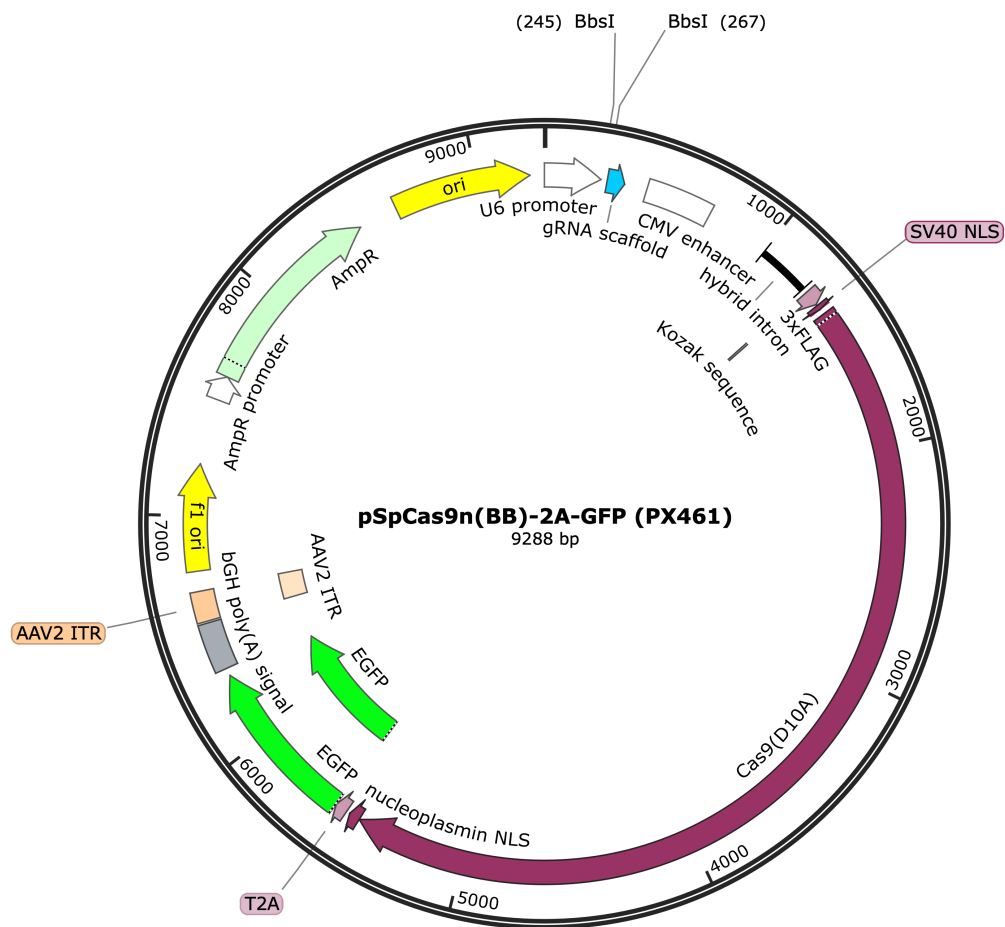 (245) BbsI
BbsI (267)
9000
ori
U6 promoter
gRNA scaffold
CMV enhancer
1000
hybrid intron
3xFLAG
SV40 NLS
Kozak sequence
2000
AmpR
8000
AmpR promoter
pSpCas9n(BB)-2A-GFP (PX461)
9288 bp
f1 ori
7000
bGH poly(A) signal
AAV2 ITR
AAV2 ITR
EGFP
3000
Cas9(D10A)
EGFP
6000
nucleoplasmin NLS
4000
T2A
5000